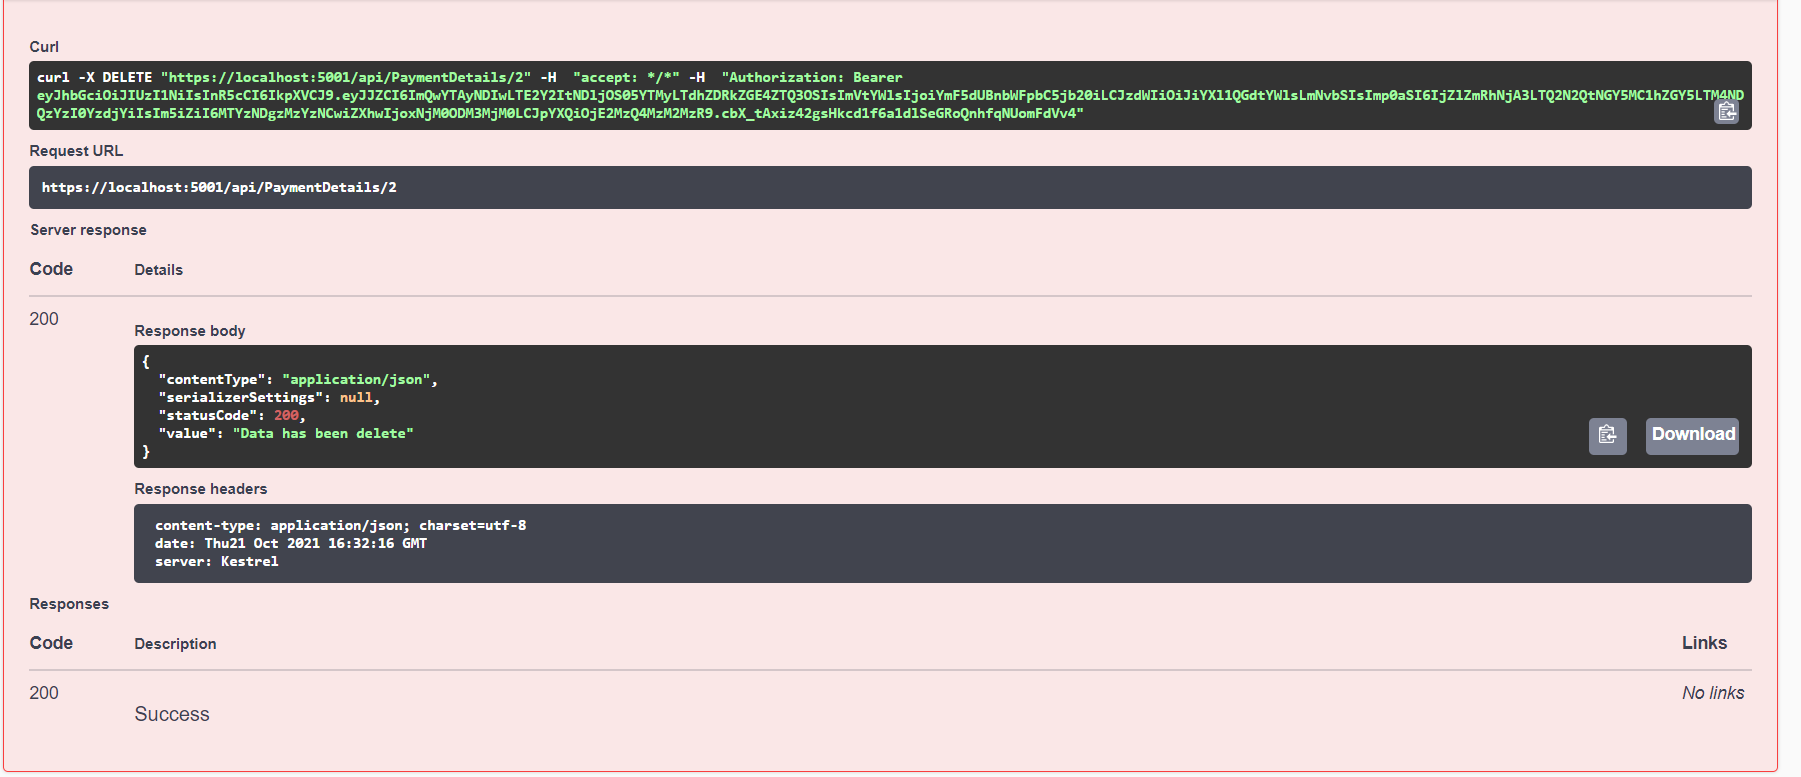 Curl
curl -X DELETE "https://localhost:5001/api/PaymentDetails/2" -H  "accept: */*" -H  "Authorization: Bearer
eyJhbGciOiJIUzI1NiIsInR5cCI6IkpXVCJ9.eyJJZCI6ImQwYTAyNDIwLTE2Y2ItNDljOS05YTMyLTdhZDRkZGE4ZTQ3OSIsImVtYWlsIjoiYmF5dUBnbWFpbC5jb20iLCJzdWIiOiJiYXl1QGdtYWlsLmNvbSIsImp0aSI6IjZlZmRhNjA3LTQ2N2QtNGY5MC1hZGY5LTM4ND
QzYzI0YzdjYiIsIm5iZiI6MTYzNDgzMzYzNCwiZXhwIjoxNjM0ODM3MjM0LCJpYXQiOjE2MzQ4MzM2MzR9.cbX_tAxiz42gsHkcd1f6aldlSeGRoQnhfqNUomFdVv4"
Request URL
https://localhost:5001/api/PaymentDetails/2
Server response
Code Details
200
Response body
{
  "contentType": "application/json",
  "serializerSettings": null,
  "statusCode": 200,
  "value": "Data has been delete"
}
Download
Response headers
content-type: application/json; charset=utf-8
date: Thu21 Oct 2021 16:32:16 GMT
server: Kestrel
Responses
Code Description Links
200 No links
Success